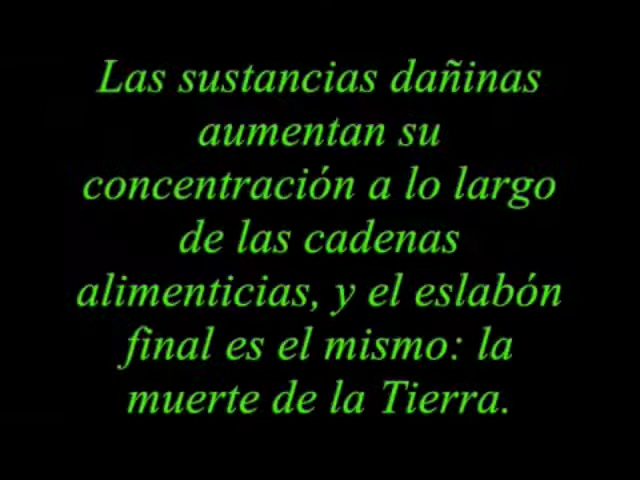 Las sustancias dañinas
aumentan su
concentración a lo largo
de las cadenas
alimenticias, y el eslabón
final es el mismo: la
muerte de la Tierra.